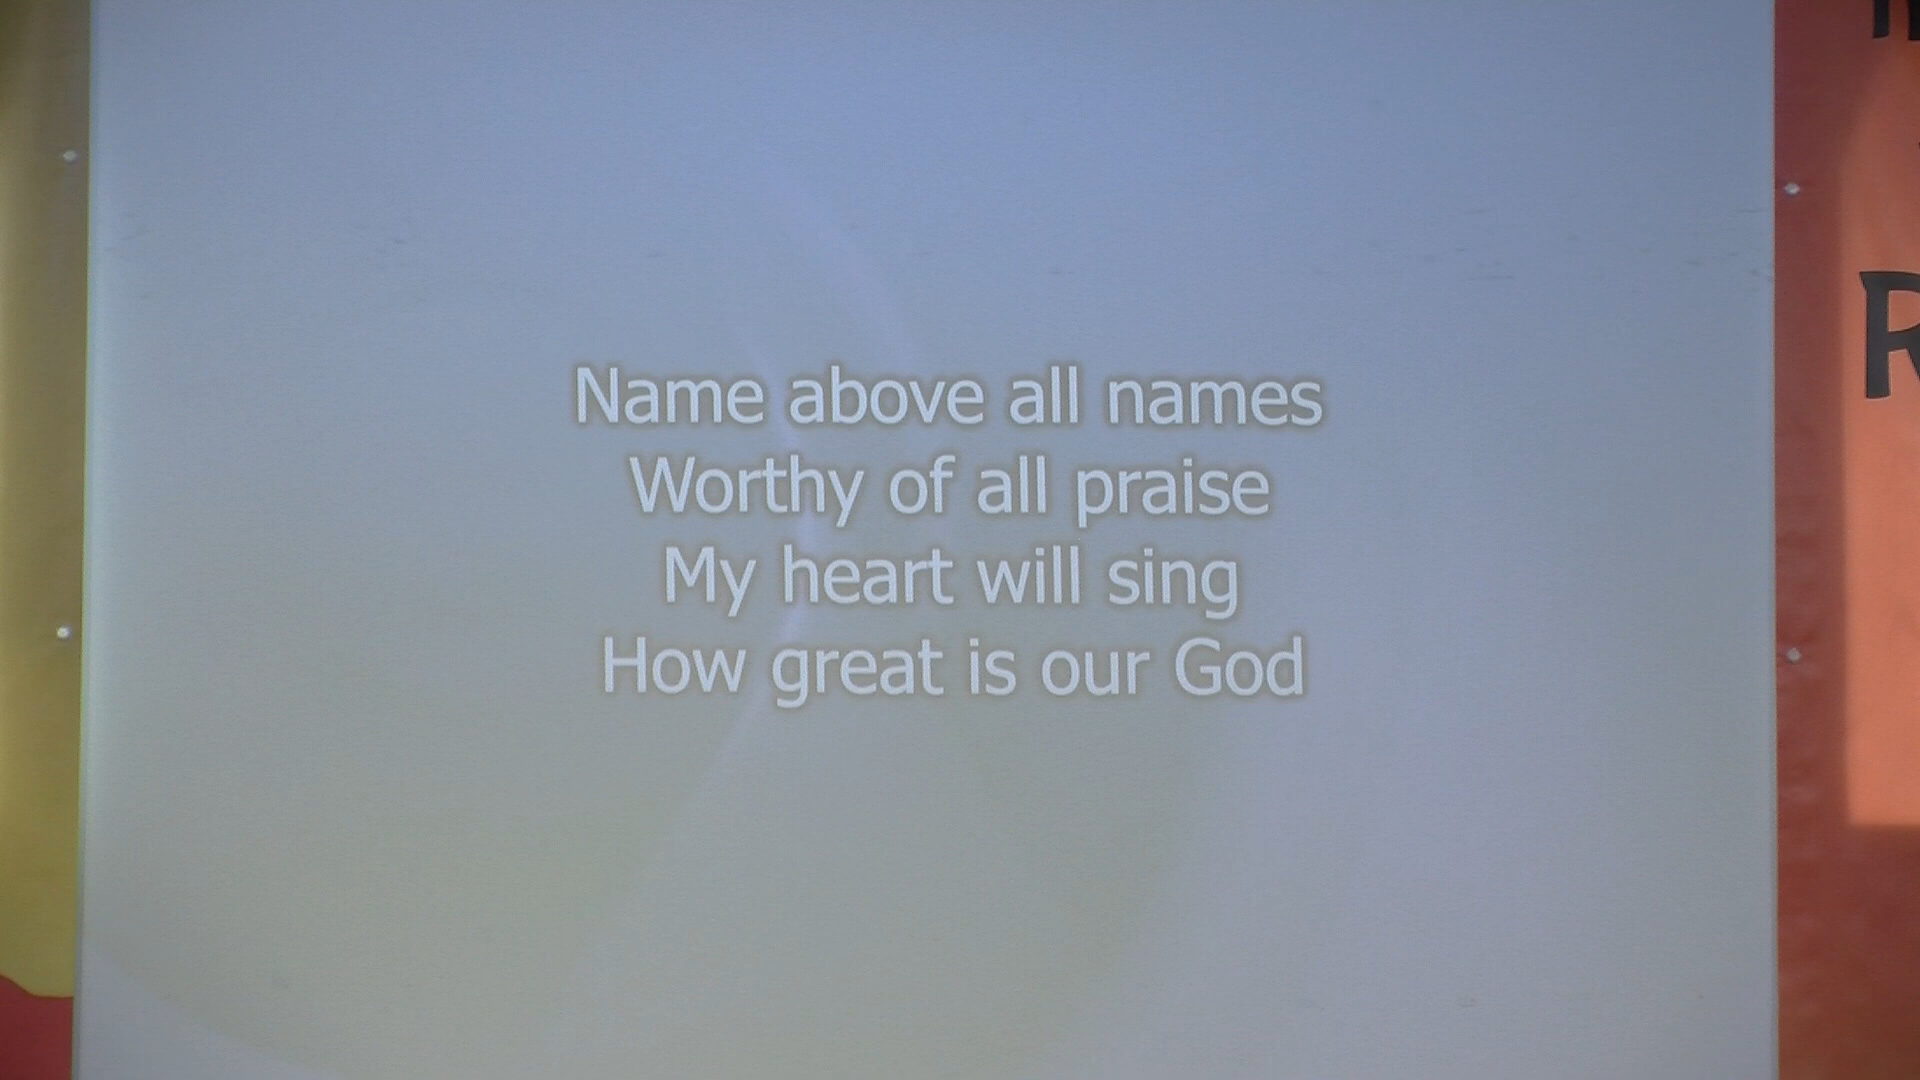 Name above all names
Worthy of all praise
My heart will sing
How great is our God
R